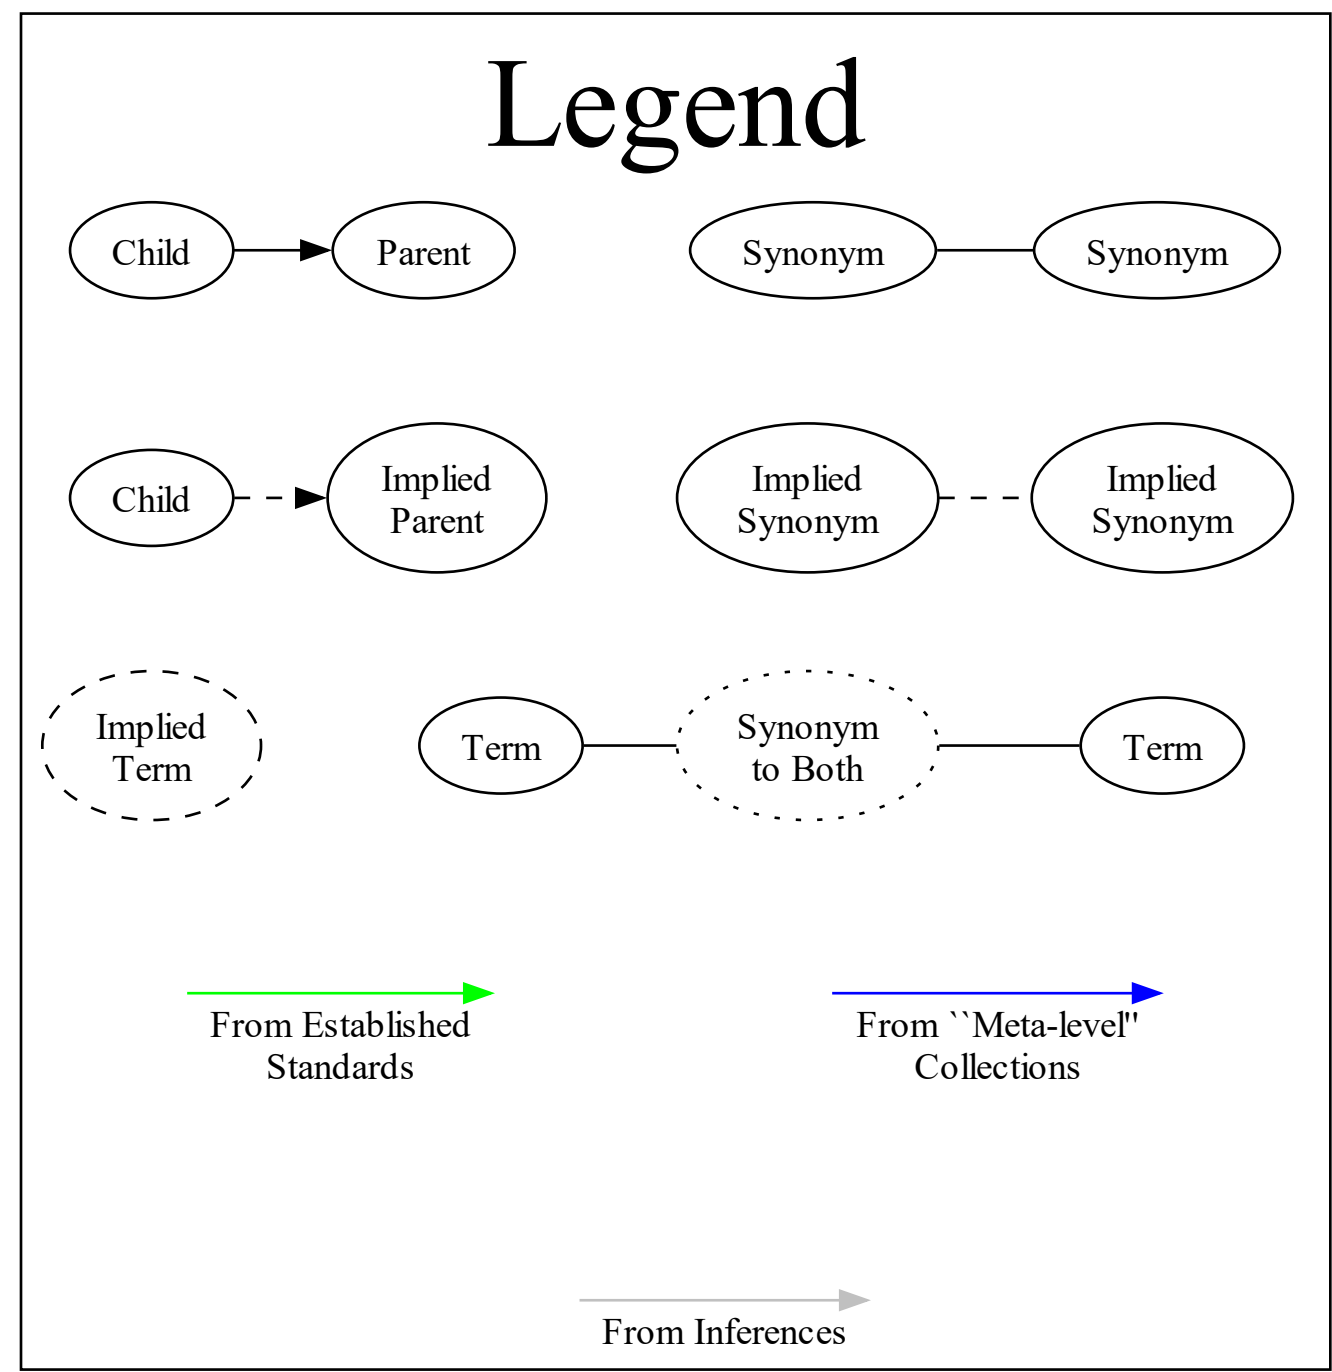 Legend
Child
Parent
Synonym
Synonym
Child
Implied
Parent
Implied
Synonym
Implied
Synonym
Implied
Term
Term
Synonym
to Both
Term
From Established
Standards
From ``Meta-level"
Collections
From Inferences